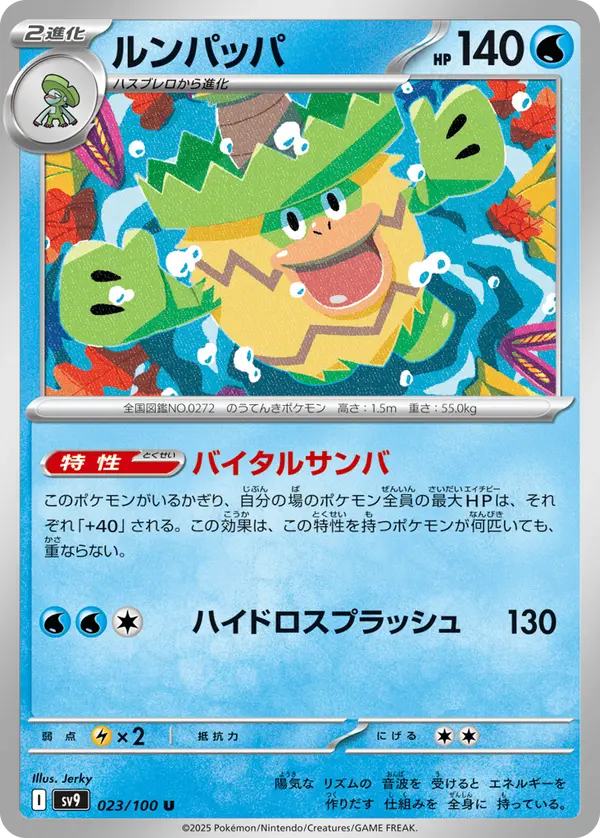 2進化
ルンパッパ
HP 140
ハスブレロから進化
全国図鑑NO.0272 のうてんきポケモン 高さ:1.5m 重さ:55.0kg
特性 とくせい バイタルサンバ
このポケモンがいるかぎり、自分の場のポケモン全員の最大HPは、それ
ぞれ「+40」される。この効果は、この特性を持つポケモンが何匹いても、
重ならない。
ハイドロスプラッシュ 130
弱点 ×2 抵抗力 にげる
Illus. Jerky
I sv9 023/100 U
陽気な リズムの 音波を 受けると エネルギーを
作りだす 仕組みを 全身に 持っている。
©2025 Pokémon/Nintendo/Creatures/GAME FREAK.